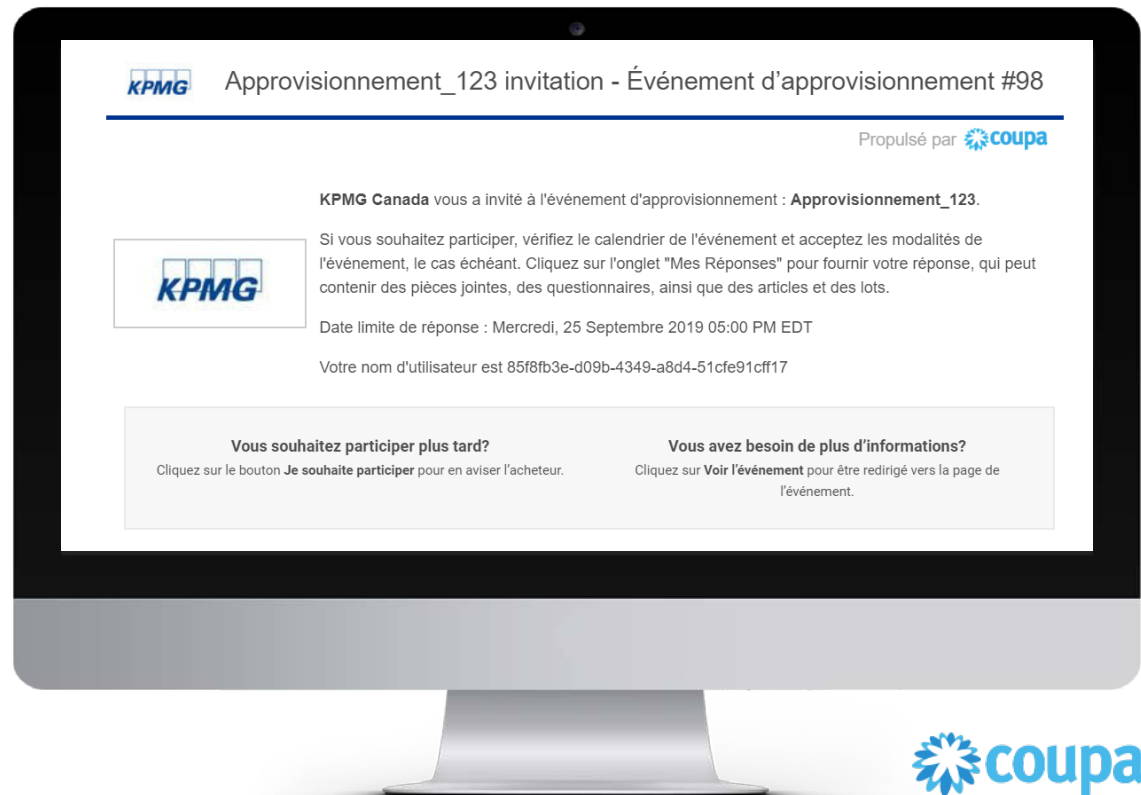 KPMG Approvisionnement_123 invitation - Événement d’approvisionnement #98
Propulsé par coupa
KPMG Canada vous a invité à l'événement d'approvisionnement : Approvisionnement_123.
KPMG
Si vous souhaitez participer, vérifiez le calendrier de l'événement et acceptez les modalités de
l'événement, le cas échéant. Cliquez sur l'onglet "Mes Réponses" pour fournir votre réponse, qui peut
contenir des pièces jointes, des questionnaires, ainsi que des articles et des lots.
Date limite de réponse : Mercredi, 25 Septembre 2019 05:00 PM EDT
Votre nom d'utilisateur est 85f8fb3e-d09b-4349-a8d4-51cfe91cff17
Vous souhaitez participer plus tard?
Cliquez sur le bouton Je souhaite participer pour en aviser l’acheteur.
Vous avez besoin de plus d’informations?
Cliquez sur Voir l’événement pour être redirigé vers la page de
l’événement.
coupa